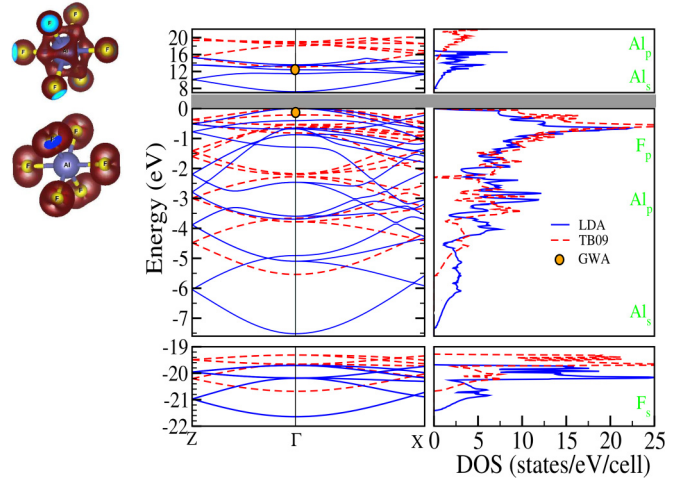 F
F
F
F
F
F
F
Al
F
F
F
Energy (eV)
20
16
12
8
0
-1
-2
-3
-4
-5
-6
-7
-19
-20
-21
-22
Z
Γ
X
Al_p
Al_s
F_p
Al_p
LDA
TB09
GWA
Al_s
F_s
0
5
10
15
20
25
DOS (states/eV/cell)